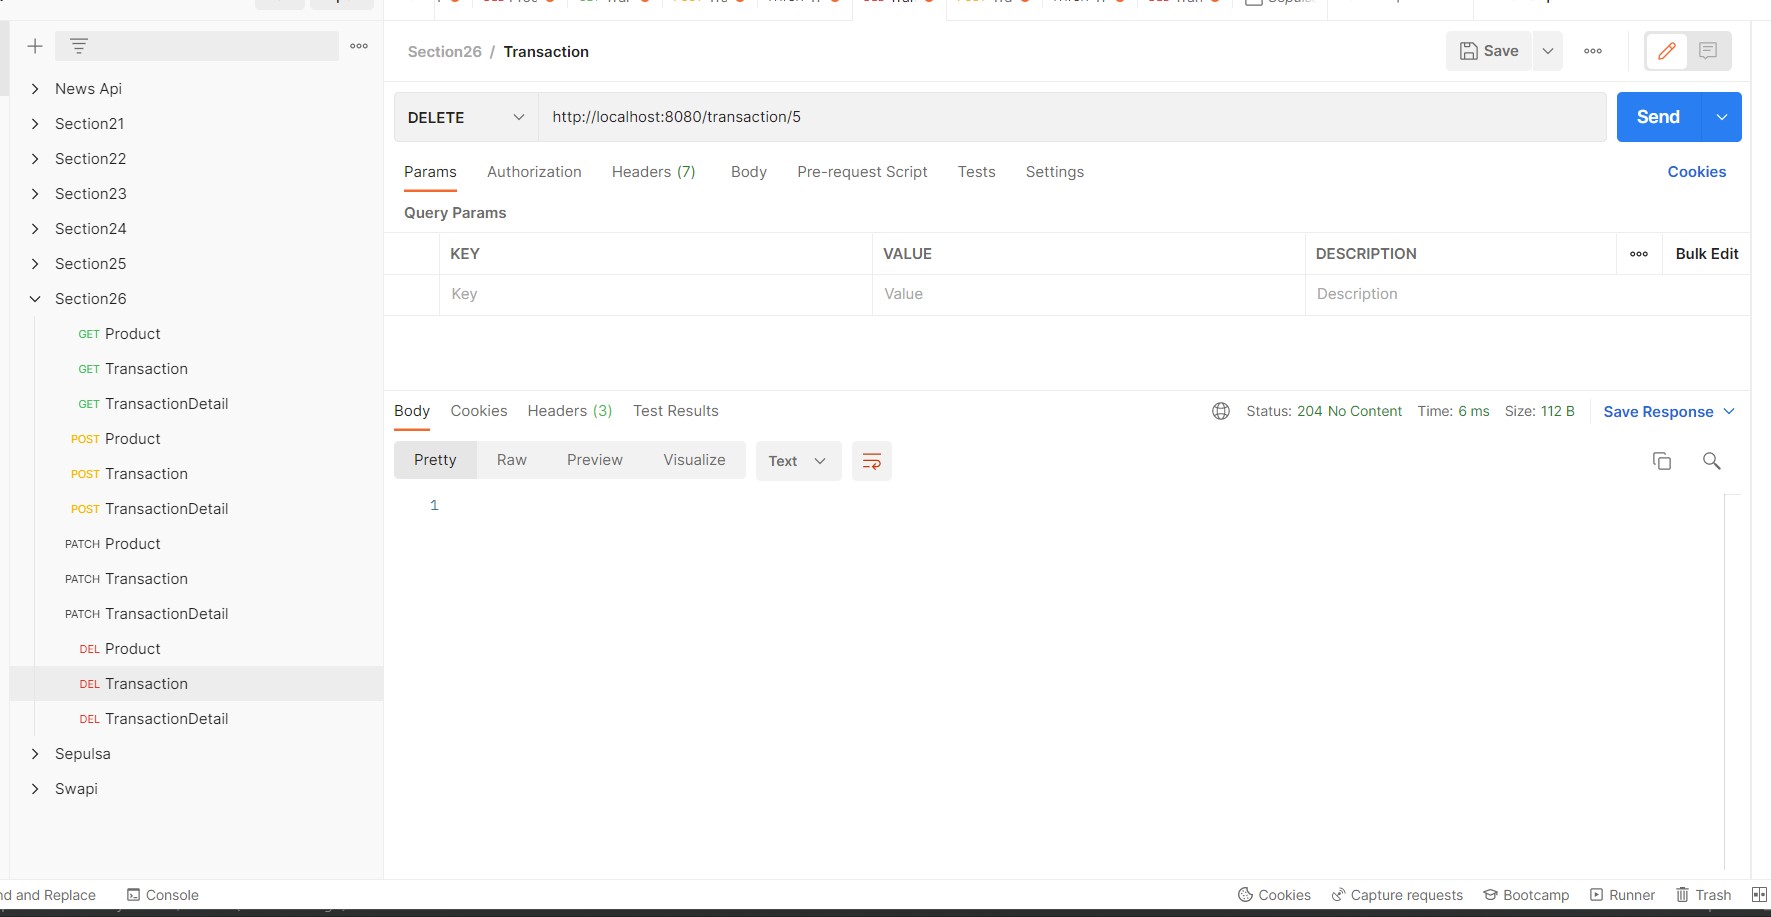 Section26 / Transaction
Save
DELETE
http://localhost:8080/transaction/5
Send
Params
Authorization
Headers (7)
Body
Pre-request Script
Tests
Settings
Cookies
Query Params
KEY
VALUE
DESCRIPTION
Bulk Edit
Key
Value
Description
Body
Cookies
Headers (3)
Test Results
Status: 204 No Content
Time: 6 ms
Size: 112 B
Save Response
Pretty
Raw
Preview
Visualize
Text
1
News Api
Section21
Section22
Section23
Section24
Section25
Section26
GET Product
GET Transaction
GET TransactionDetail
POST Product
POST Transaction
POST TransactionDetail
PATCH Product
PATCH Transaction
PATCH TransactionDetail
DEL Product
DEL Transaction
DEL TransactionDetail
Sepulsa
Swapi
and Replace
Console
Cookies
Capture requests
Bootcamp
Runner
Trash